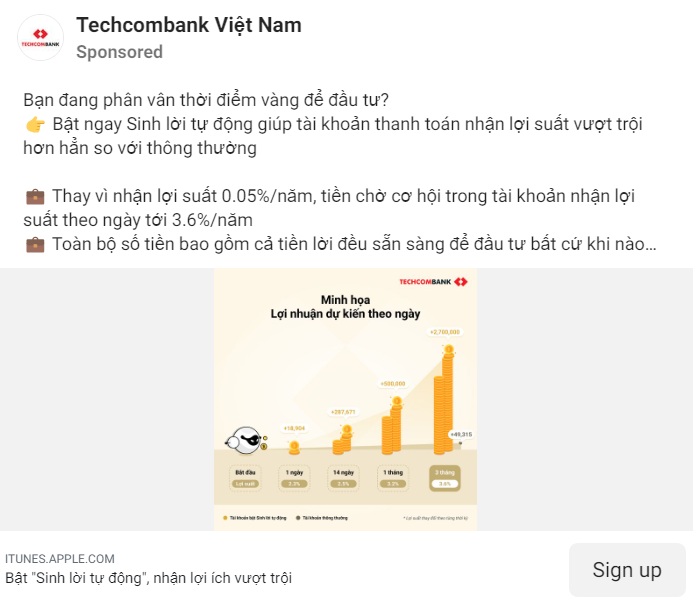 TECHCOMBANK
Techcombank Việt Nam
Sponsored
Bạn đang phân vân thời điểm vàng để đầu tư?
👉 Bật ngay Sinh lời tự động giúp tài khoản thanh toán nhận lợi suất vượt trội
hơn hẳn so với thông thường
💼 Thay vì nhận lợi suất 0.05%/năm, tiền chờ cơ hội trong tài khoản nhận lợi
suất theo ngày tới 3.6%/năm
💼 Toàn bộ số tiền bao gồm cả tiền lời đều sẵn sàng để đầu tư bất cứ khi nào...
TECHCOMBANK
Minh họa
Lợi nhuận dự kiến theo ngày
+2,700,000
+500,000
+287,671
+18,904
+49,315
Bắt đầu 1 ngày 14 ngày 1 tháng 3 tháng
Lợi suất 2.3% 2.5% 3.2% 3.6%
Tài khoản bật Sinh lời tự động Tài khoản thông thường
* Lợi suất thay đổi theo từng thời kỳ
ITUNES.APPLE.COM
Bật "Sinh lời tự động", nhận lợi ích vượt trội
Sign up